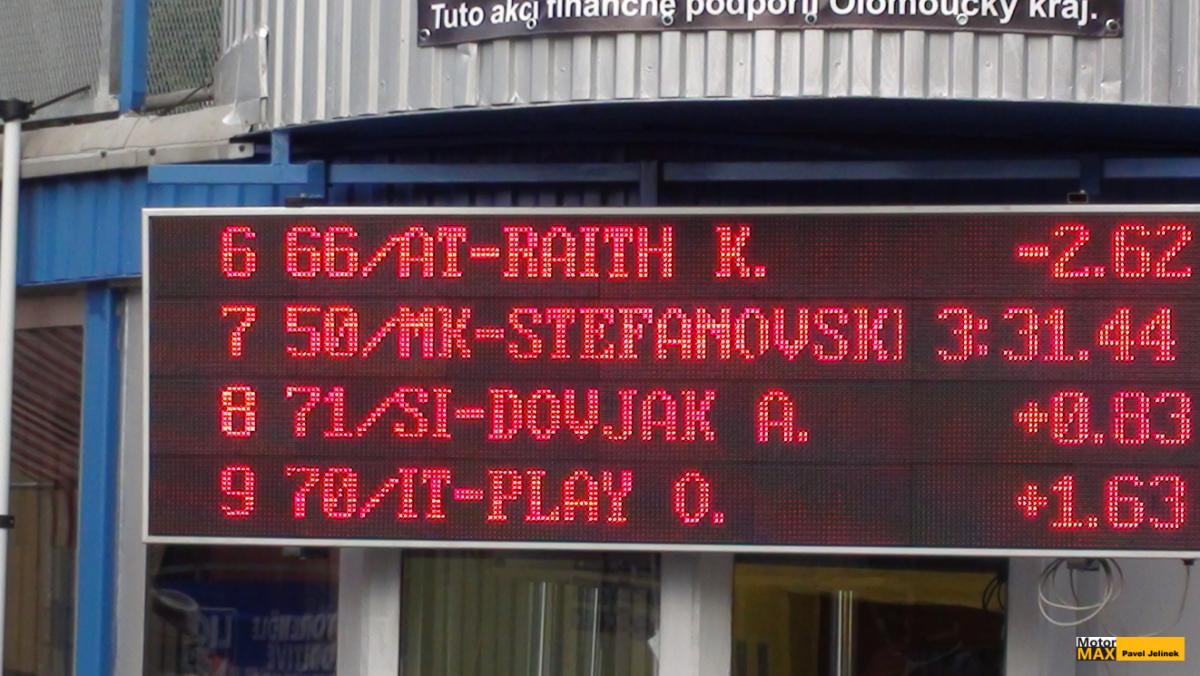 Tuto akci finančně podpořil Olomoucký kraj.
6 66/AT-RAITH K. -2.62
7 50/MK-STEFANOVSKI 3:31.44
8 71/SI-DOVJAK A. +0.83
9 70/IT-PLAY O. +1.63
Motor
MAX Pavel Jelinek